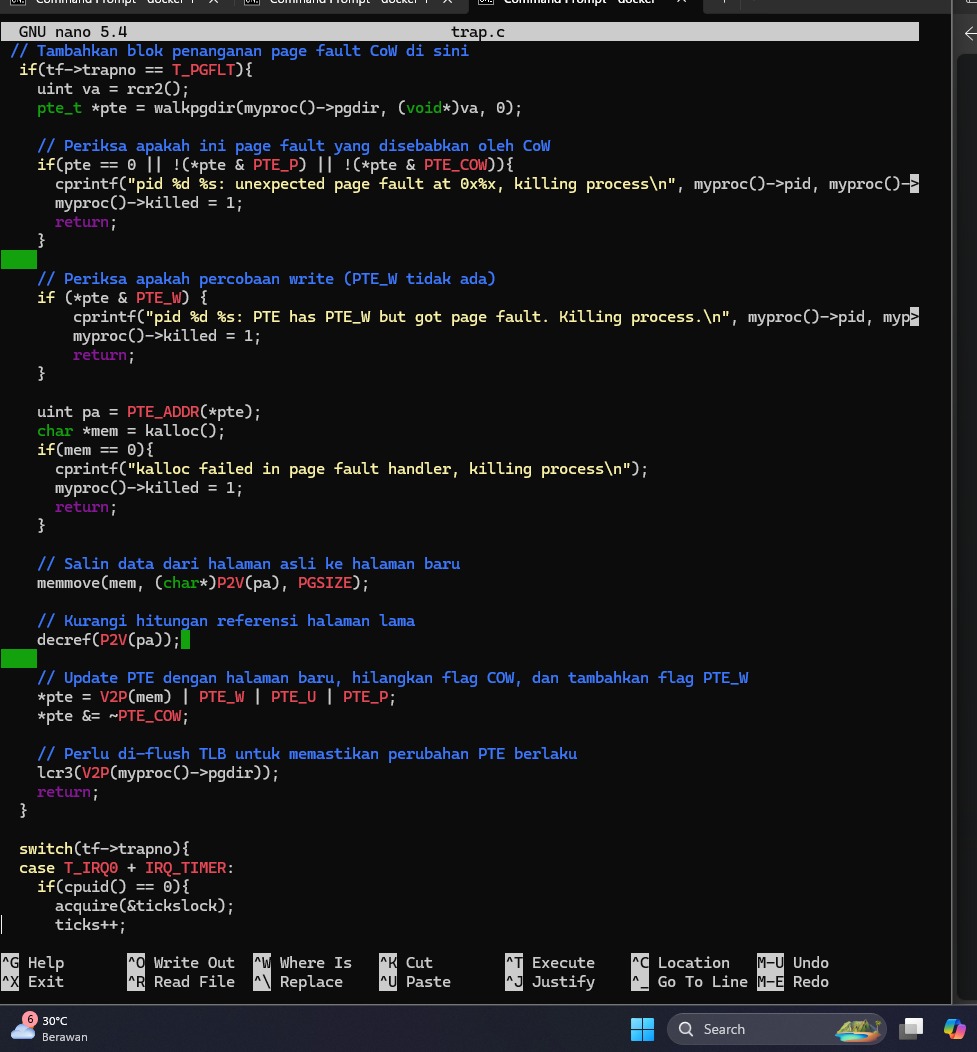 GNU nano 5.4 trap.c
// Tambahkan blok penanganan page fault CoW di sini
if(tf->trapno == T_PGFLT){
uint va = rcr2();
pte_t *pte = walkpgdir(myproc()->pgdir, (void*)va, 0);
// Periksa apakah ini page fault yang disebabkan oleh CoW
if(pte == 0 || !(*pte & PTE_P) || !(*pte & PTE_COW)){
cprintf("pid %d %s: unexpected page fault at 0x%x, killing process\n", myproc()->pid, myproc()->
myproc()->killed = 1;
return;
}
// Periksa apakah percobaan write (PTE_W tidak ada)
if (*pte & PTE_W) {
cprintf("pid %d %s: PTE has PTE_W but got page fault. Killing process.\n", myproc()->pid, myp>
myproc()->killed = 1;
return;
}
uint pa = PTE_ADDR(*pte);
char *mem = kalloc();
if(mem == 0){
cprintf("kalloc failed in page fault handler, killing process\n");
myproc()->killed = 1;
return;
}
// Salin data dari halaman asli ke halaman baru
memmove(mem, (char*)P2V(pa), PGSIZE);
// Kurangi hitungan referensi halaman lama
decref(P2V(pa));
// Update PTE dengan halaman baru, hilangkan flag COW, dan tambahkan flag PTE_W
*pte = V2P(mem) | PTE_W | PTE_U | PTE_P;
*pte &= ~PTE_COW;
// Perlu di-flush TLB untuk memastikan perubahan PTE berlaku
lcr3(V2P(myproc()->pgdir));
return;
}
switch(tf->trapno){
case T_IRQ0 + IRQ_TIMER:
if(cpuid() == 0){
acquire(&tickslock);
ticks++;
^G Help ^O Write Out ^W Where Is ^K Cut ^T Execute ^C Location M-U Undo
^X Exit ^R Read File ^\ Replace ^U Paste ^J Justify ^_ Go To Line M-E Redo
6
30°C
Berawan
Search